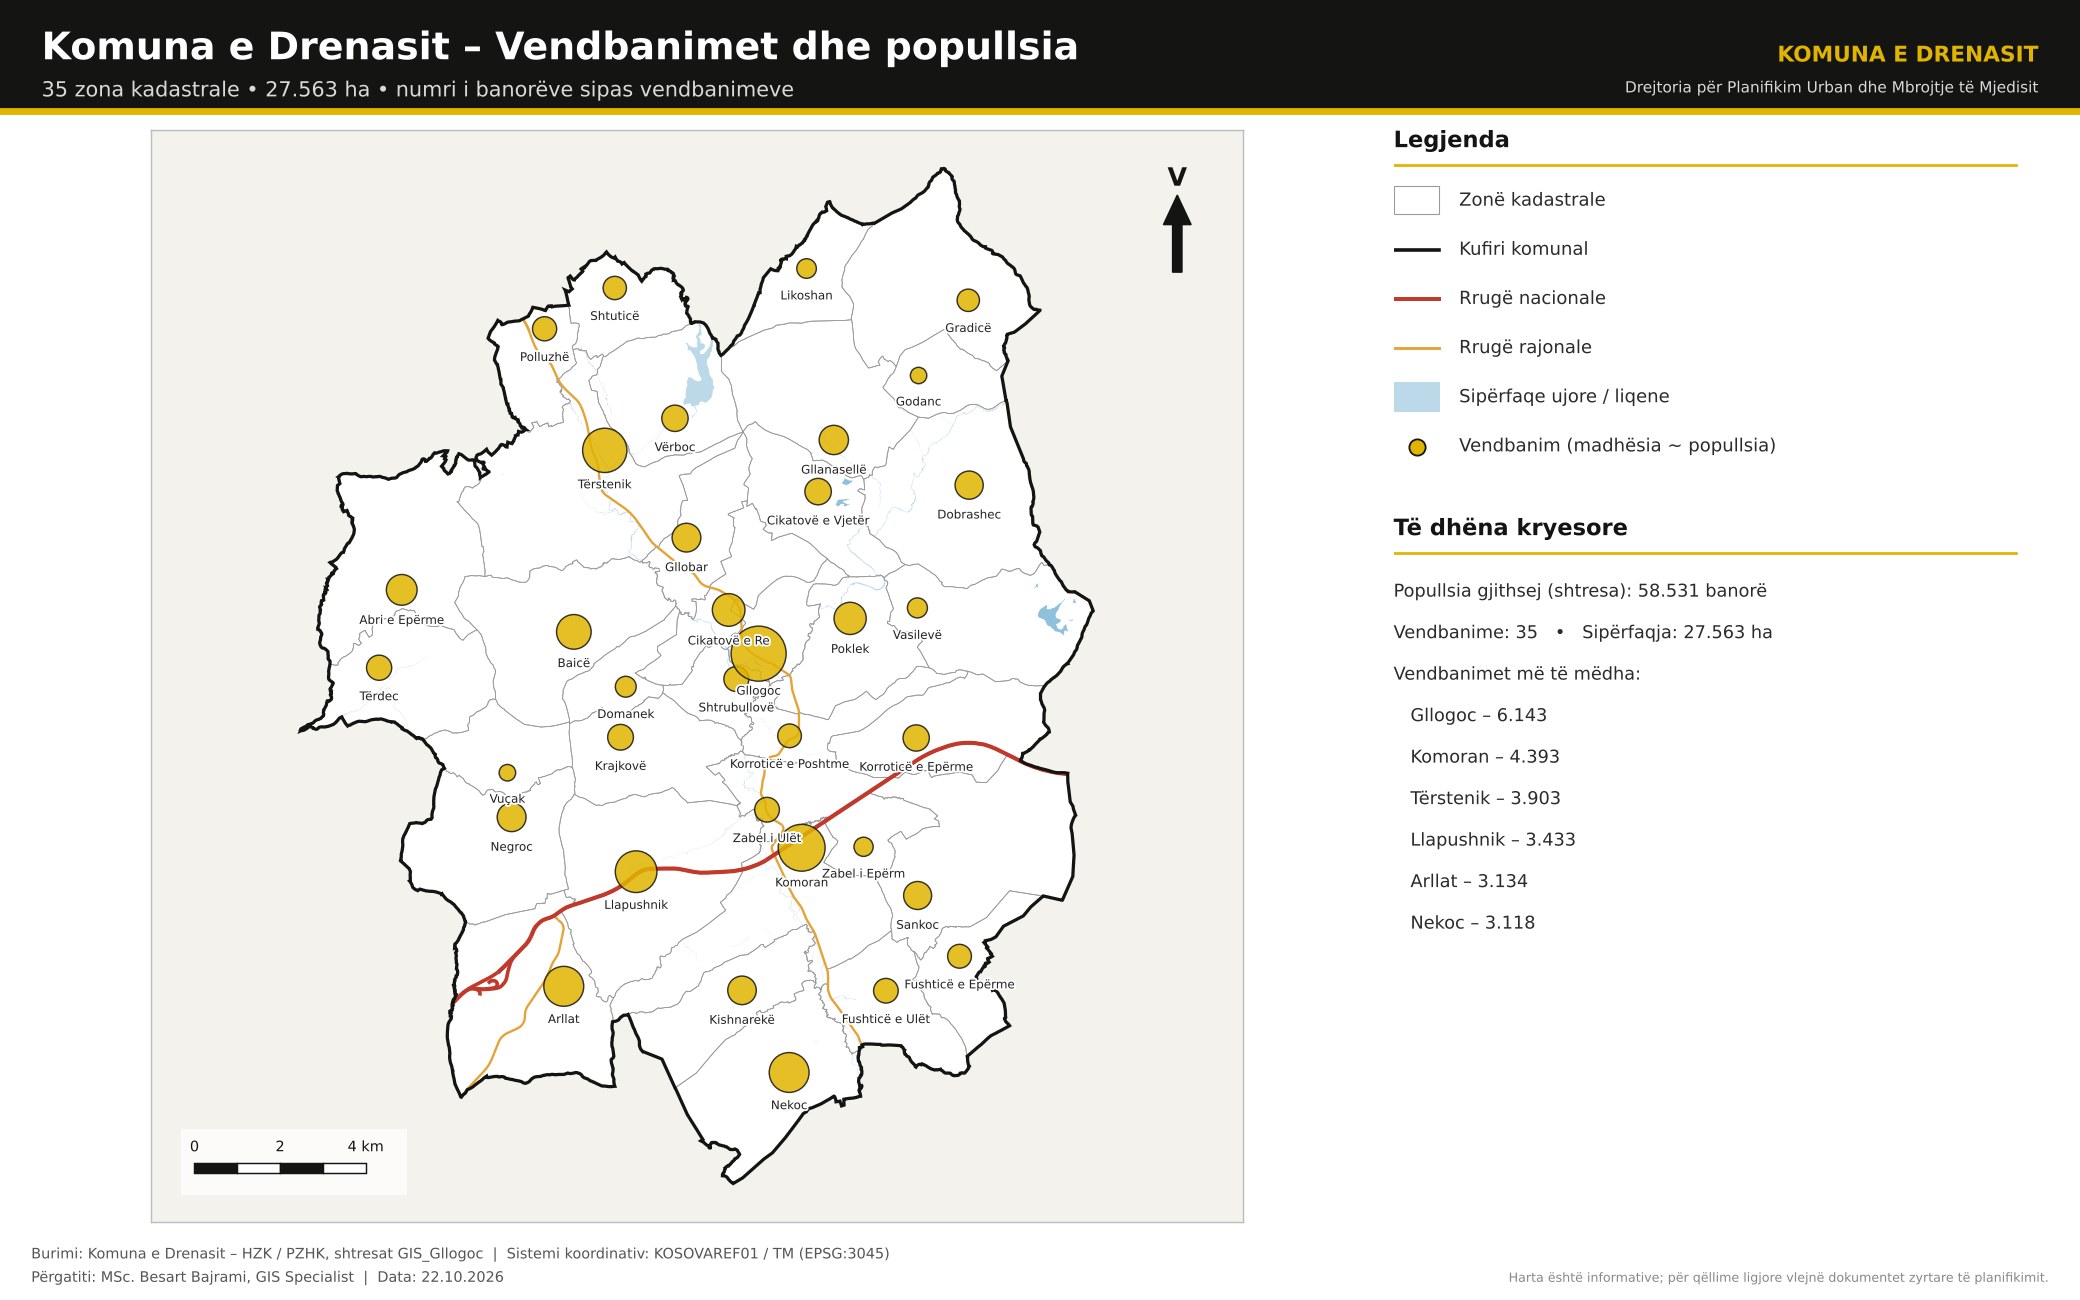 Komuna e Drenasit – Vendbanimet dhe popullsia
35 zona kadastrale • 27.563 ha • numri i banorëve sipas vendbanimeve
KOMUNA E DRENASIT
Drejtoria për Planifikim Urban dhe Mbrojtje të Mjedisit
V
Likoshan
Shtuticë
Gradicë
Polluzhë
Godanc
Vërboc
Gllanasellë
Tërstenik
Dobrashec
Cikatovë e Vjetër
Gllobar
Abri e Epërme
Vasilevë
Cikatovë e Re
Poklek
Baicë
Gllogoc
Tërdec
Shtrubullovë
Domanek
Korroticë e Poshtme
Korroticë e Epërme
Krajkovë
Vuçak
Zabel i Ulët
Negroc
Zabel i Epërm
Komoran
Llapushnik
Sankoc
Fushticë e Epërme
Arllat
Kishnarekë
Fushticë e Ulët
Nekoc
0 2 4 km
Legjenda
Zonë kadastrale
Kufiri komunal
Rrugë nacionale
Rrugë rajonale
Sipërfaqe ujore / liqene
Vendbanim (madhësia ~ popullsia)
Të dhëna kryesore
Popullsia gjithsej (shtresa): 58.531 banorë
Vendbanime: 35 • Sipërfaqja: 27.563 ha
Vendbanimet më të mëdha:
Gllogoc – 6.143
Komoran – 4.393
Tërstenik – 3.903
Llapushnik – 3.433
Arllat – 3.134
Nekoc – 3.118
Burimi: Komuna e Drenasit – HZK / PZHK, shtresat GIS_Gllogoc | Sistemi koordinativ: KOSOVAREF01 / TM (EPSG:3045)
Përgatiti: MSc. Besart Bajrami, GIS Specialist | Data: 22.10.2026
Harta është informative; për qëllime ligjore vlejnë dokumentet zyrtare të planifikimit.